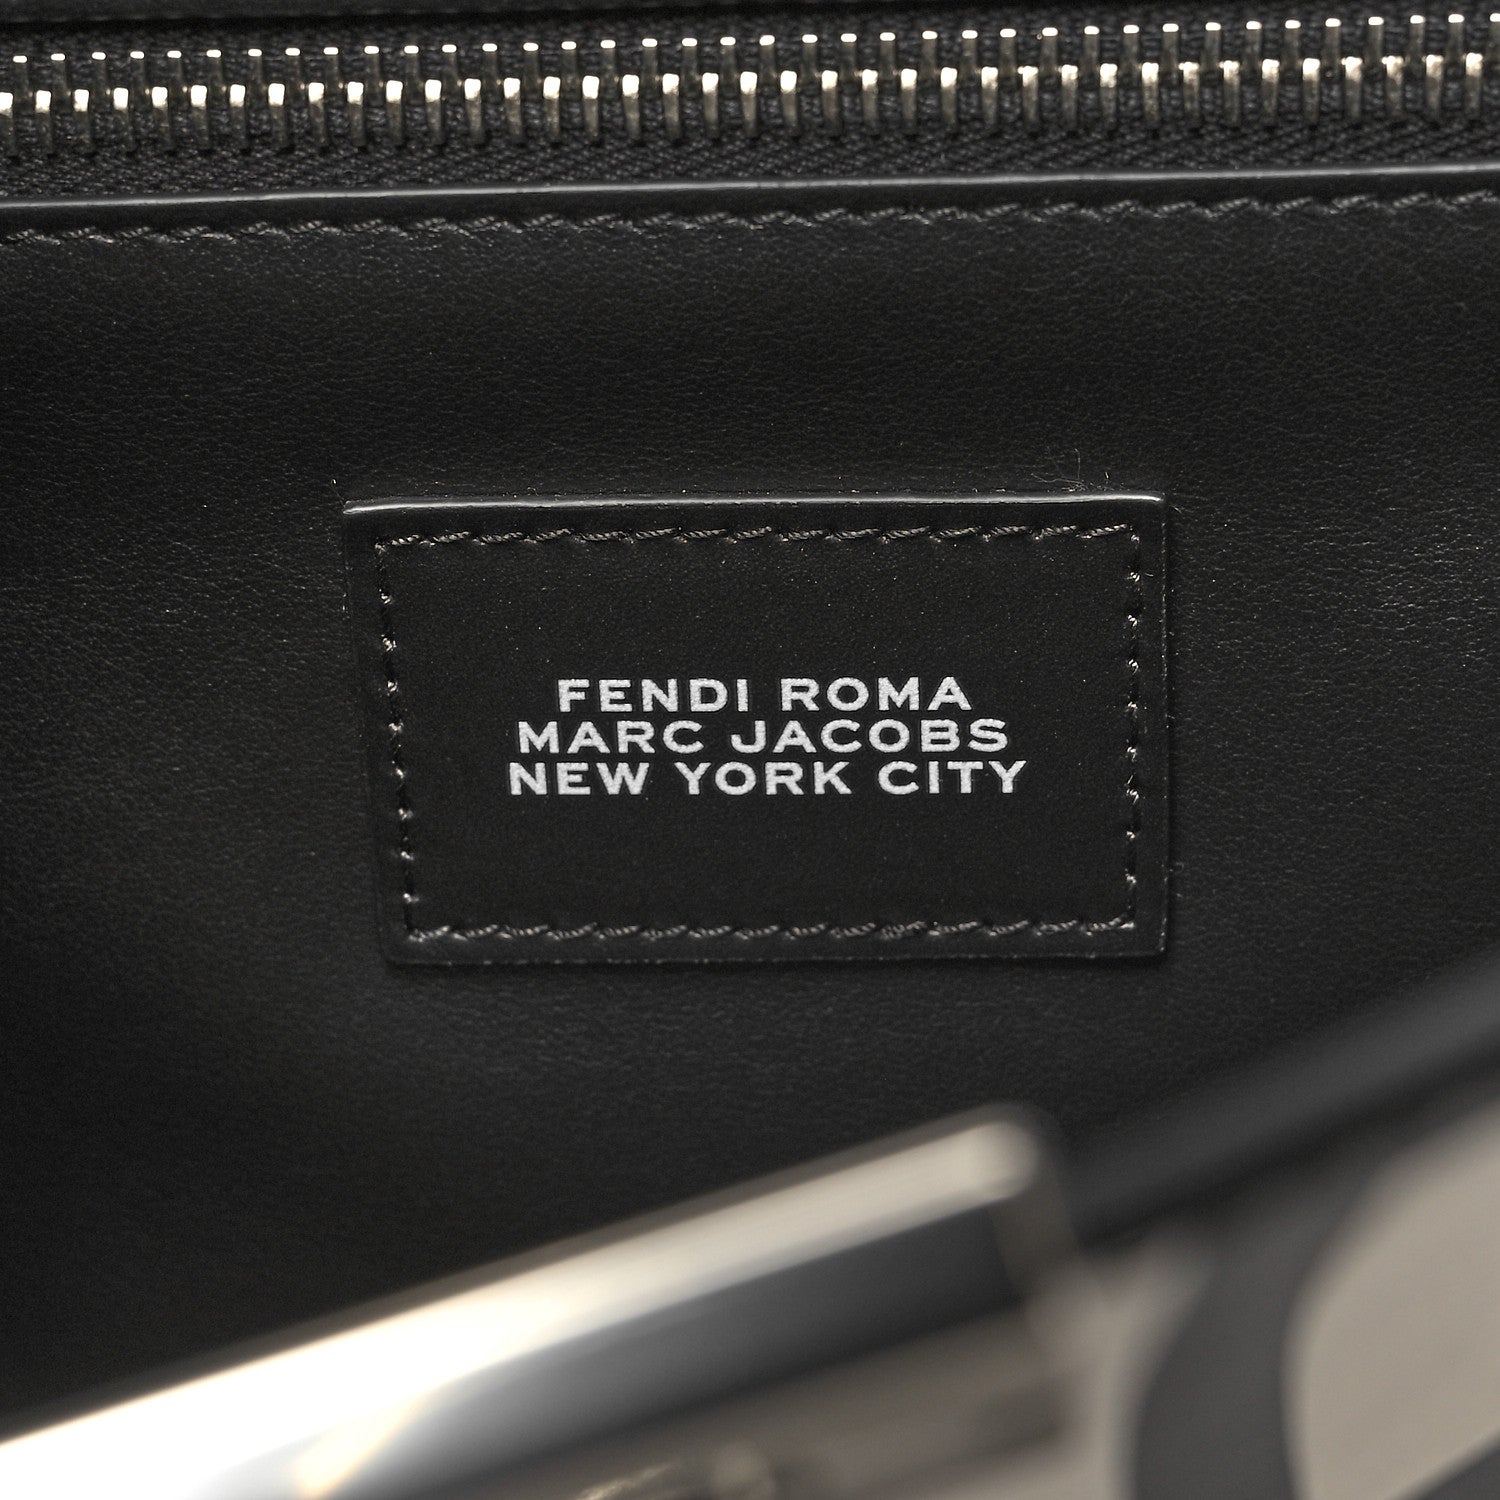 FENDI ROMA
MARC JACOBS
NEW YORK CITY